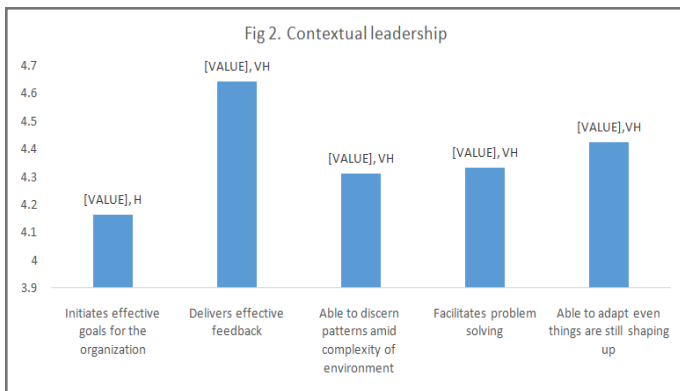 Fig 2. Contextual leadership
4.7
4.6
4.5
4.4
4.3
4.2
4.1
4
3.9
[VALUE], H
[VALUE], VH
[VALUE], VH
[VALUE], VH
[VALUE],VH
Initiates effective
goals for the
organization
Delivers effective
feedback
Able to discern
patterns amid
complexity of
environment
Facilitates problem
solving
Able to adapt even
things are still shaping
up